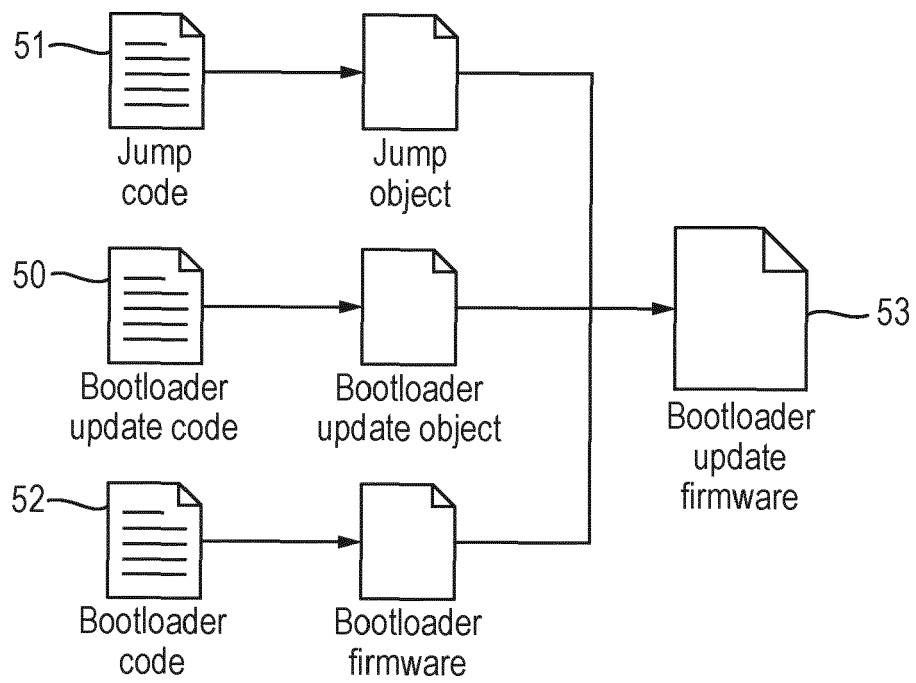 51
Jump
code
Jump
object
50
Bootloader
update code
Bootloader
update object
53
Bootloader
update
firmware
52
Bootloader
code
Bootloader
firmware